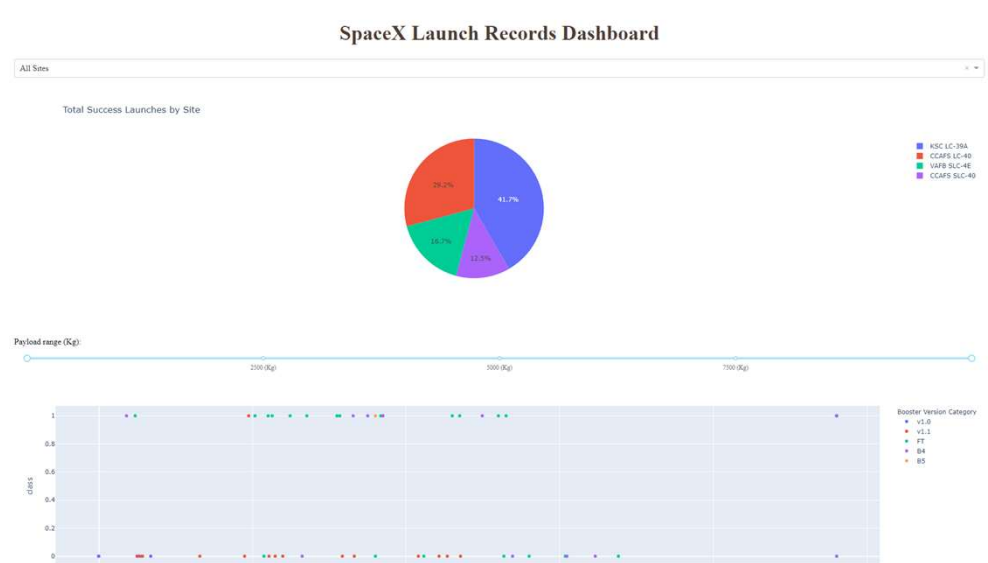 SpaceX Launch Records Dashboard
All Sites
Total Success Launches by Site
KSC LC-39A
CCAFS LC-40
VAFB SLC-4E
CCAFS SLC-40
29.2%
41.7%
16.7%
12.5%
Payload range (Kg):
2500 (Kg)
5000 (Kg)
7500 (Kg)
Booster Version Category
v1.0
v1.1
FT
B4
B5
class
1
0.8
0.6
0.4
0.2
0